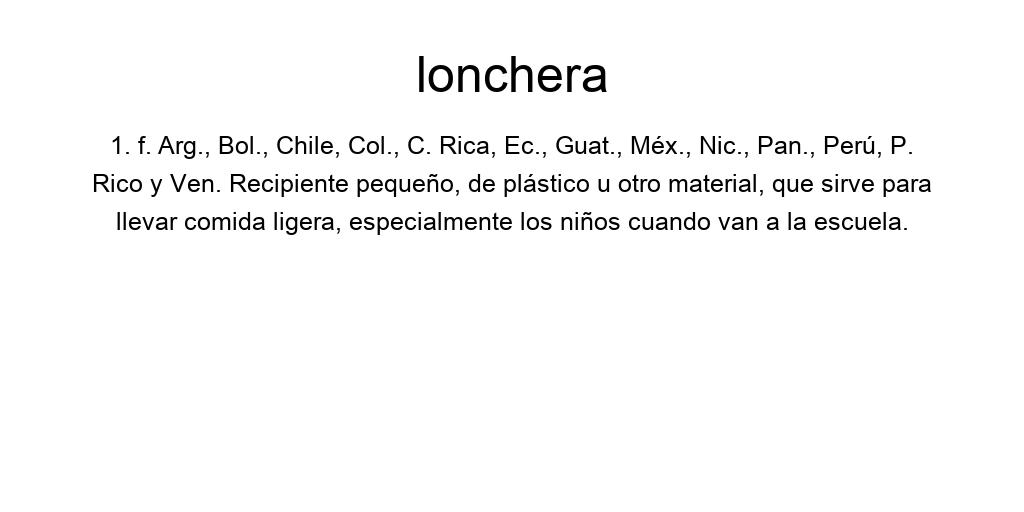 lonchera
1. f. Arg., Bol., Chile, Col., C. Rica, Ec., Guat., Méx., Nic., Pan., Perú, P.
Rico y Ven. Recipiente pequeño, de plástico u otro material, que sirve para
llevar comida ligera, especialmente los niños cuando van a la escuela.